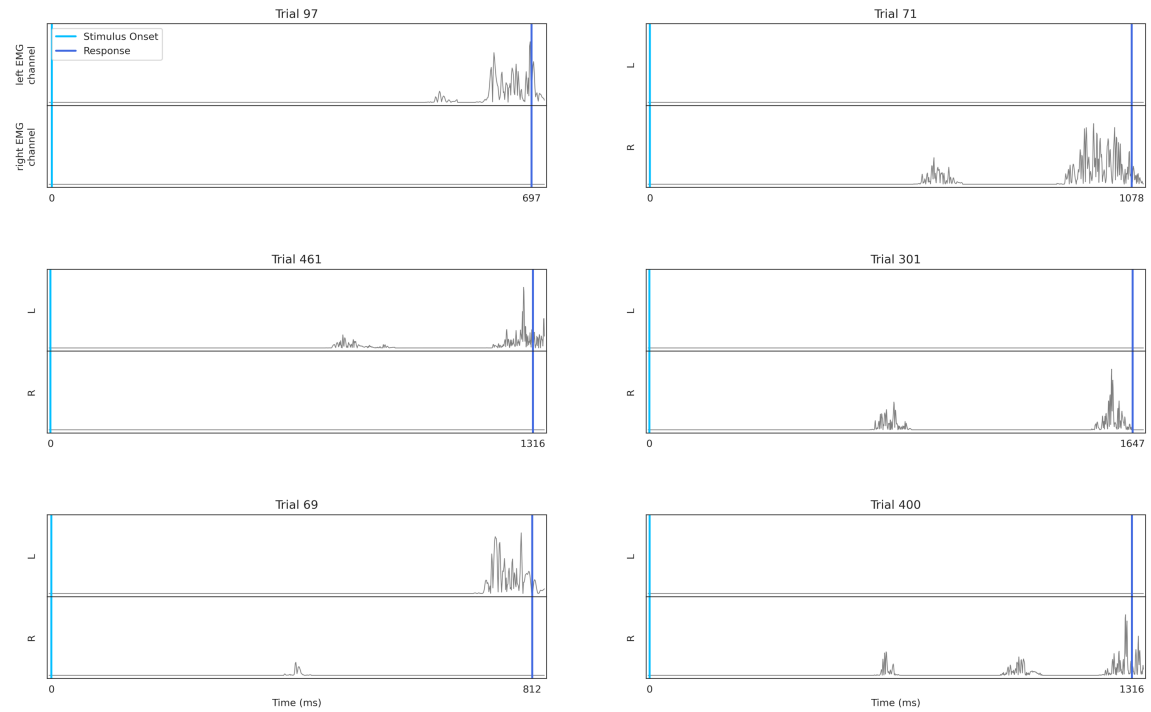 Trial 97
Stimulus Onset
Response
left EMG
channel
right EMG
channel
0
697
Trial 71
L
R
0
1078
Trial 461
L
R
0
1316
Trial 301
L
R
0
1647
Trial 69
L
R
0
812
Time (ms)
Trial 400
L
R
0
1316
Time (ms)